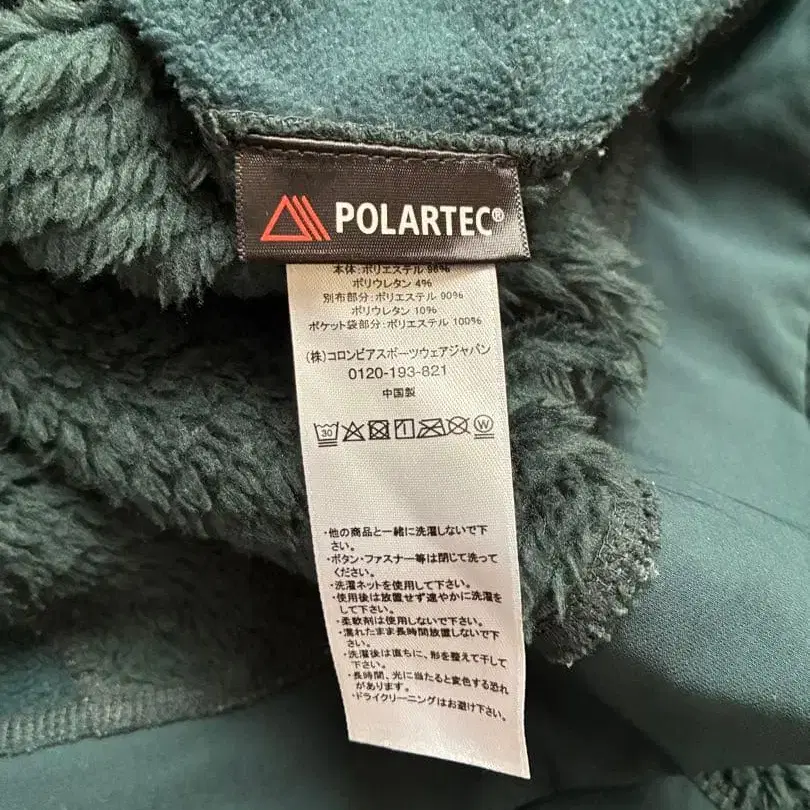 POLARTEC®
本体:ポリエステル 96%
ポリウレタン 4%
別布部分:ポリエステル 90%
ポリウレタン 10%
ポケット袋部分:ポリエステル 100%
(株)コロンビアスポーツウェアジャパン
0120-193-821
中国製
30 W
・他の商品と一緒に洗濯しないで下
さい。
・ボタン・ファスナー等は閉じて洗って
ください。
・洗濯ネットを使用して下さい。
・使用後は放置せず速やかに洗濯を
して下さい。
・柔軟剤は使用しないで下さい。
・濡れたまま長時間放置しないで下
さい。
・洗濯後は直ちに、形を整えて干して
下さい。
・長時間、光に当たると変色する恐れ
があります。
・ドライクリーニングはお避け下さい。